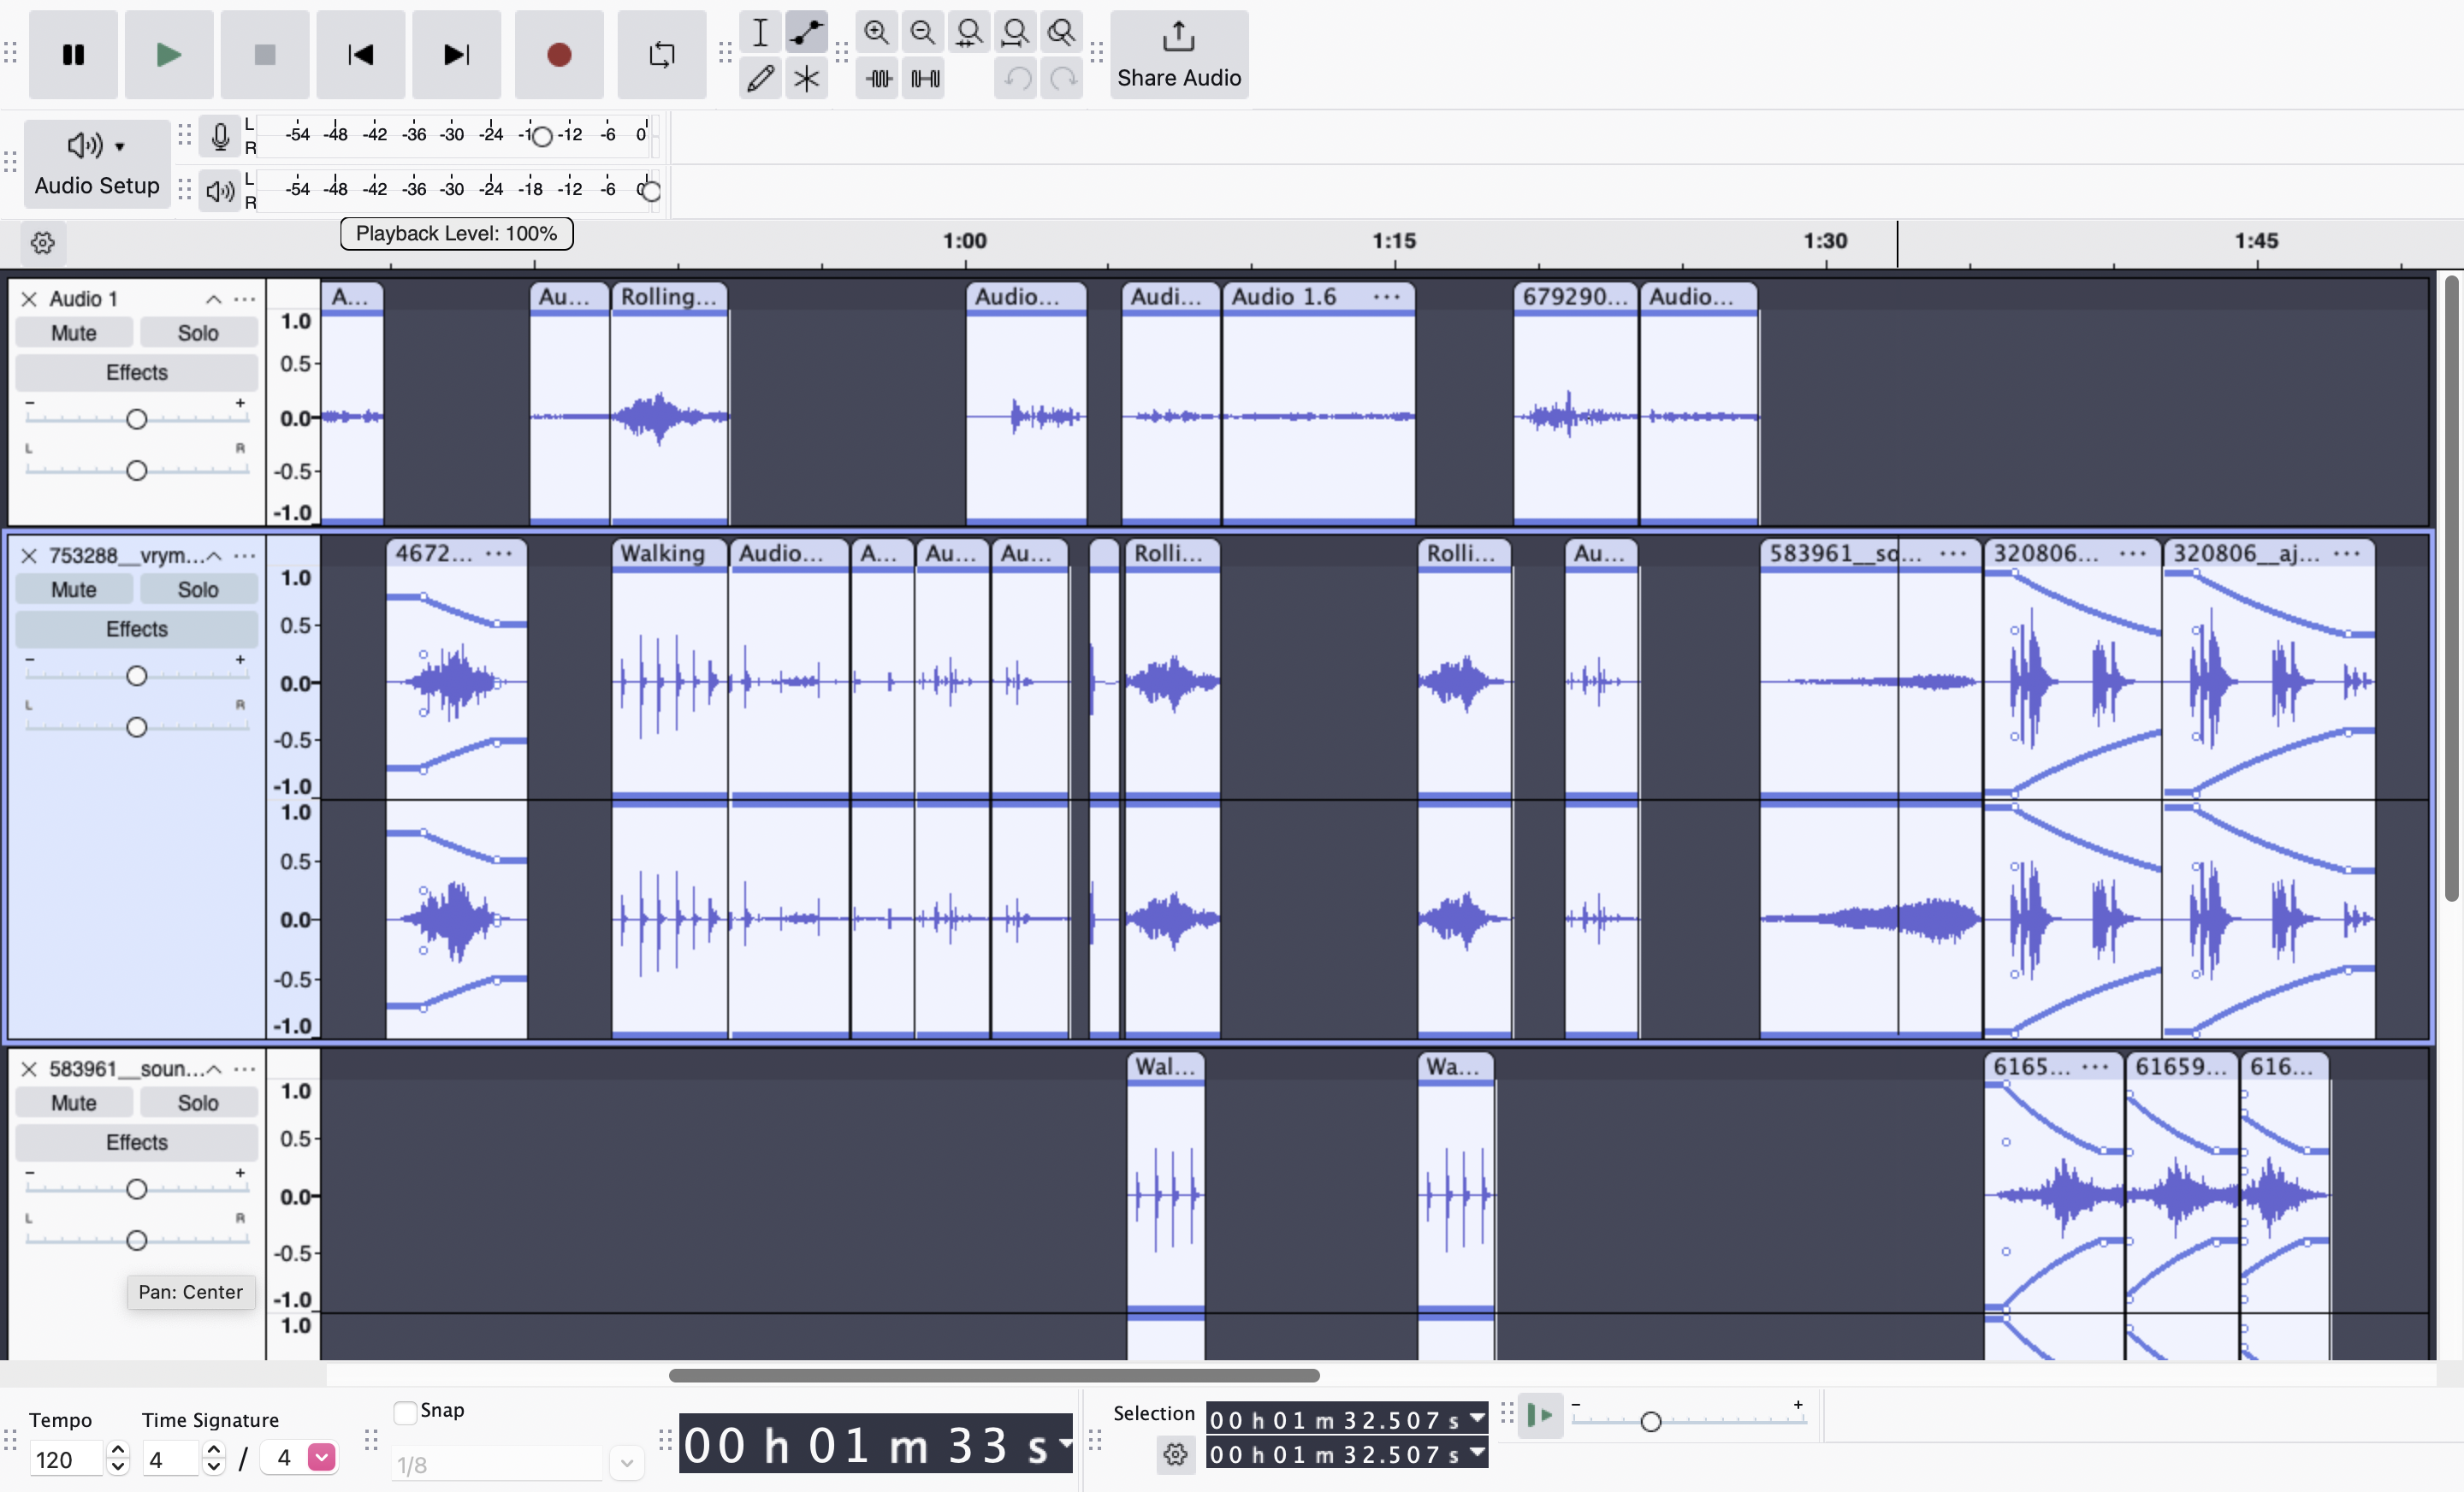 Share Audio
L
R
-54 -48 -42 -36 -30 -24 -1 -12 -6 0
Audio Setup
L
R
-54 -48 -42 -36 -30 -24 -18 -12 -6 0
Playback Level: 100%
1:00 1:15 1:30 1:45
Audio 1
A... Au... Rolling... Audio... Audi... Audio 1.6 ... 679290... Audio...
Mute Solo
Effects
- +
L R
1.0
0.5
0.0
-0.5
-1.0
753288__vrym...
4672... ... Walking Audio... A... Au... Au... Rolli... Rolli... Au... 583961__so... ... 320806... ... 320806__aj... ...
Mute Solo
Effects
- +
L R
1.0
0.5
0.0
-0.5
-1.0
1.0
0.5
0.0
-0.5
-1.0
583961__soun...
Wal... Wa... 6165... ... 61659... 616...
Mute Solo
Effects
- +
L R
Pan: Center
1.0
0.5
0.0
-0.5
-1.0
1.0
Tempo
120
Time Signature
4 / 4
Snap
1/8
00 h 01 m 33 s
Selection
00 h 01 m 32.507 s
00 h 01 m 32.507 s
- +